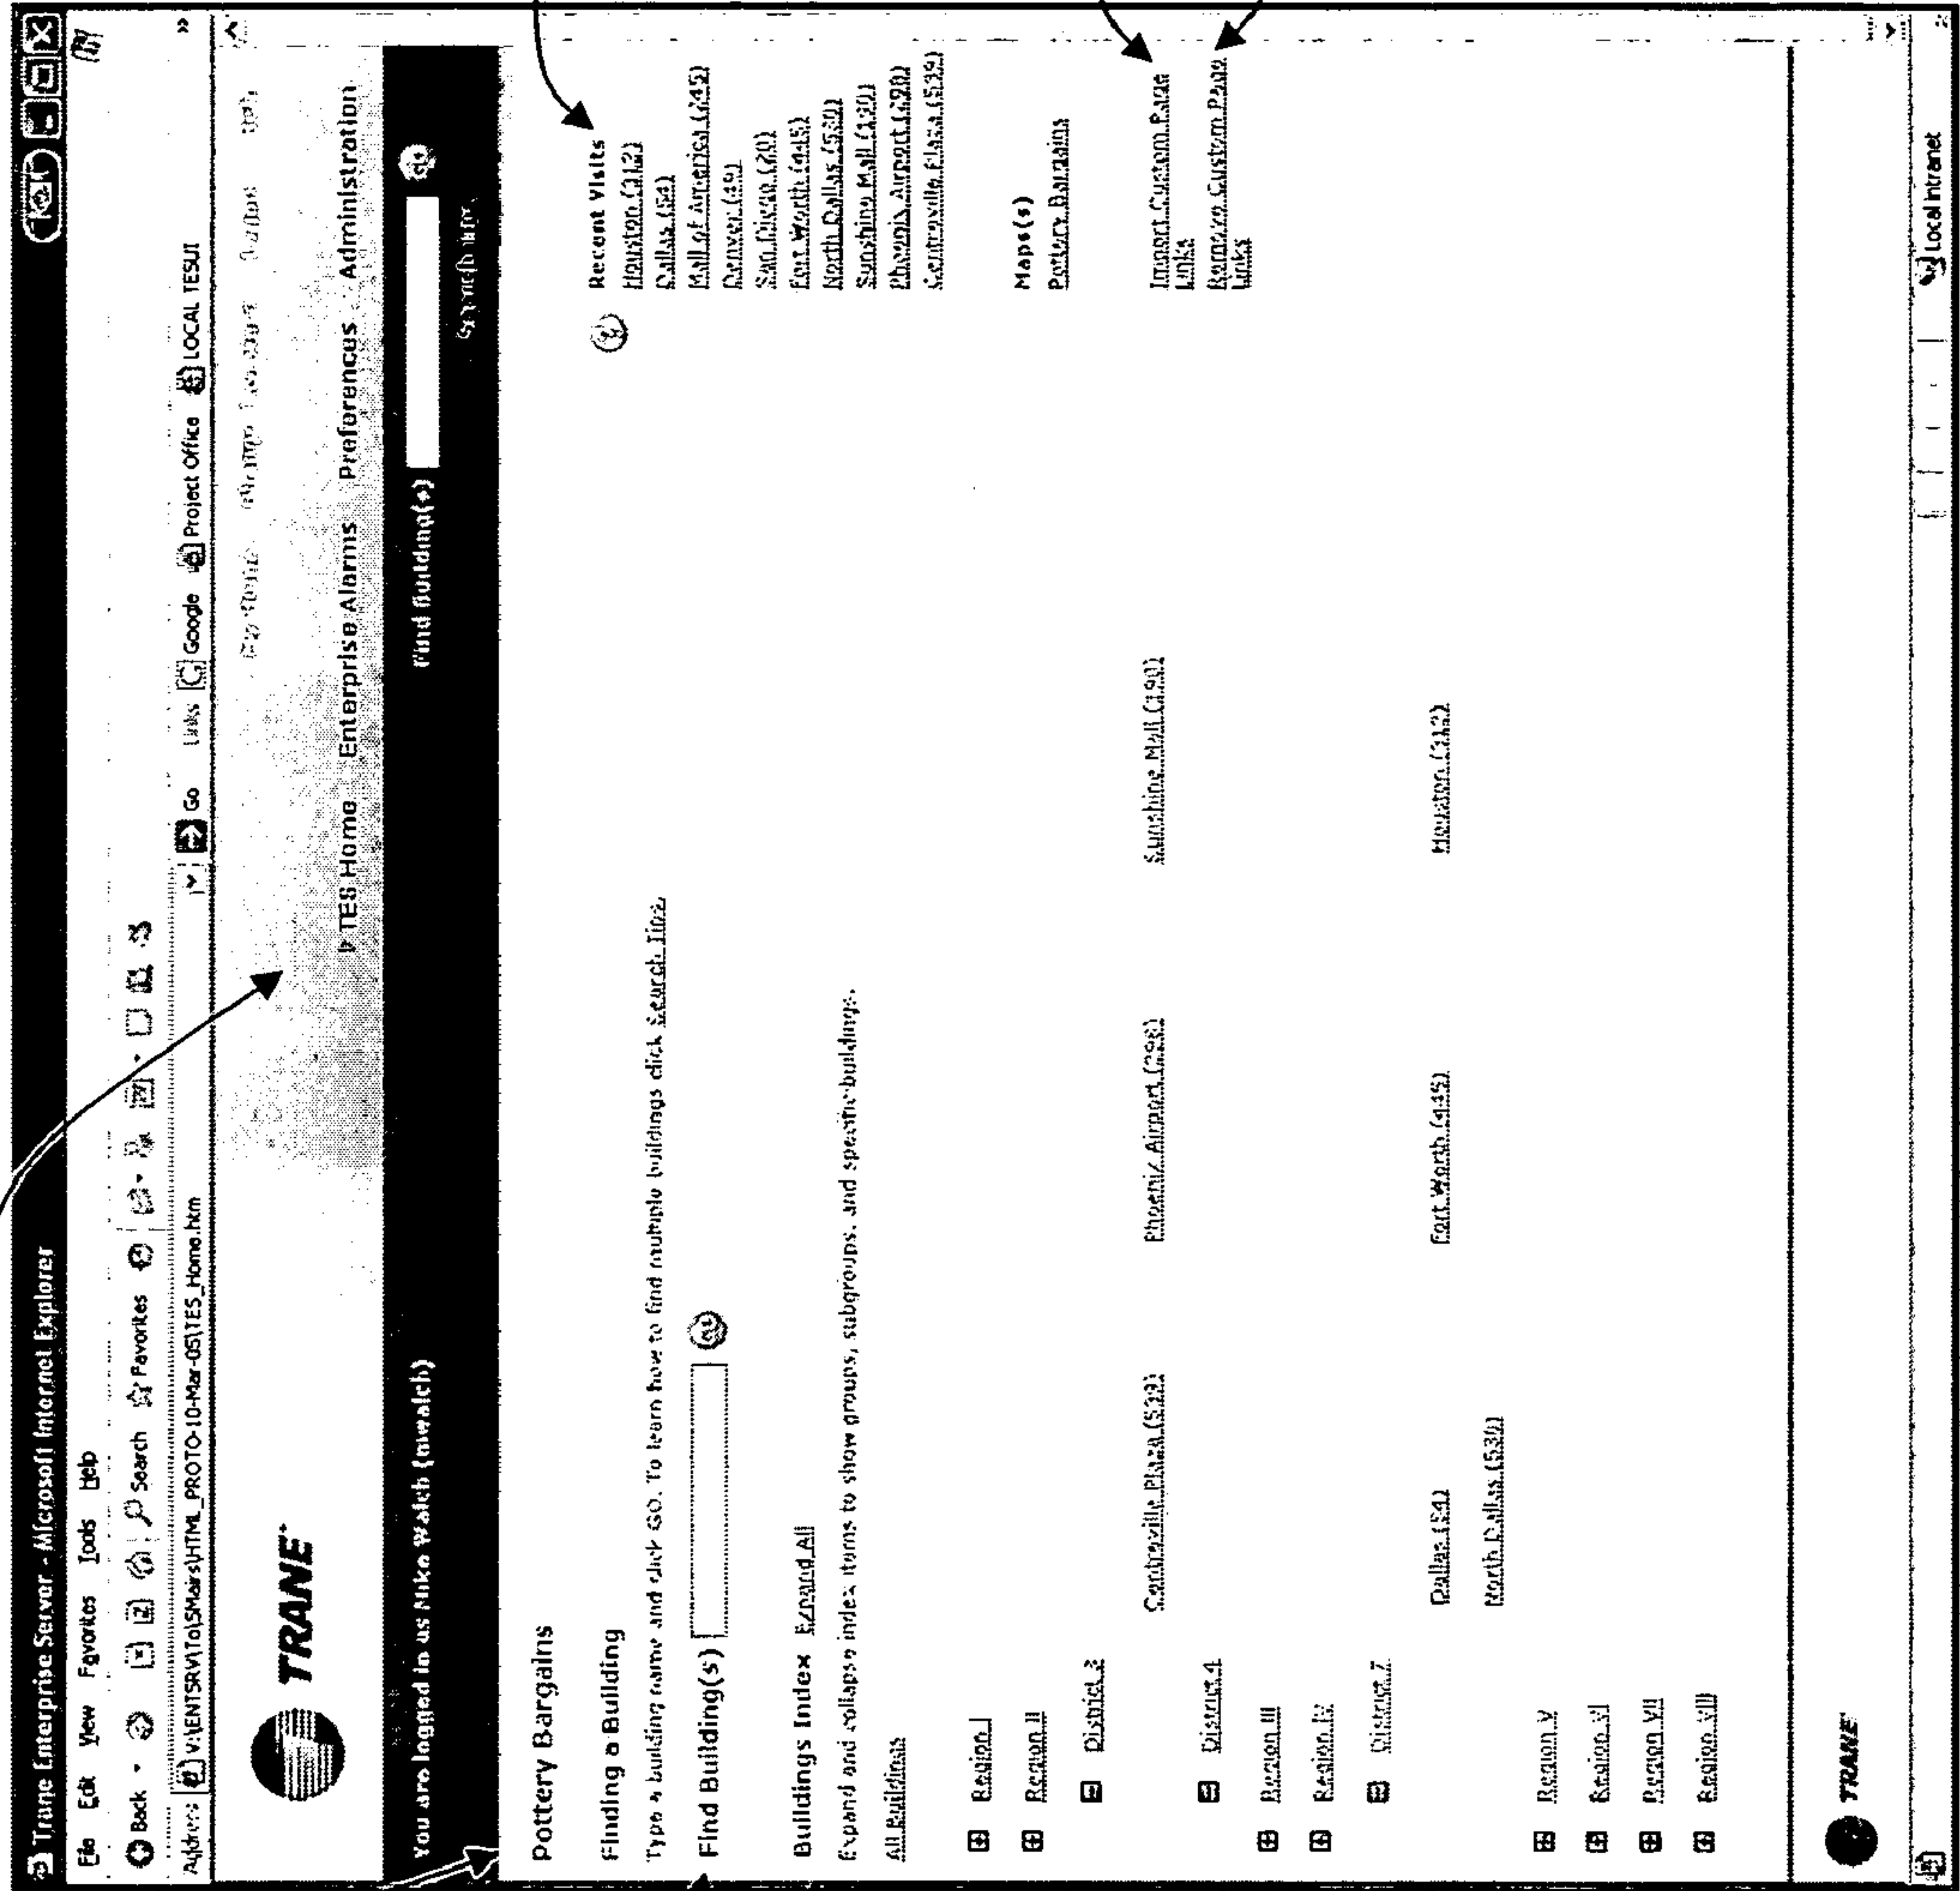 Trane Enterprise Server - Microsoft Internet Explorer
File Edit View Favorites Tools Help
Back Search Favorites
Address V:\ENTSRV\To\SMairs\HTML_PROTO-10-Mar-05\TES_Home.htm Go Links Google Project Office LOCAL TESUI
TRANE
TES Home Enterprise Alarms Preferences Administration
You are logged in as Niko Walch (nwalch) Find Building(s)
Pottery Bargains
Finding a Building
Type a building name and click GO. To learn how to find multiple buildings click Search Tips.
Find Building(s)
Buildings Index Expand All
Expand and collapse index items to show groups, subgroups, and specific buildings.
All Buildings
Region I
Region II
District 3
Centreville Plaza (539) Phoenix Airport (298) Sunshine Mall (190)
District 4
Region III
Region IV
District 7
Dallas (54) Fort Worth (445) Houston (312)
North Dallas (530)
Region V
Region VI
Region VII
Region VIII
Recent Visits
Houston (312)
Dallas (54)
Mall of America (245)
Denver (49)
San Diego (20)
Fort Worth (445)
North Dallas (530)
Sunshine Mall (190)
Phoenix Airport (298)
Centreville Plaza (539)
Maps(s)
Pottery Bargains
Import Custom Page
Links
Remove Custom Page
Links
TRANE
Local intranet